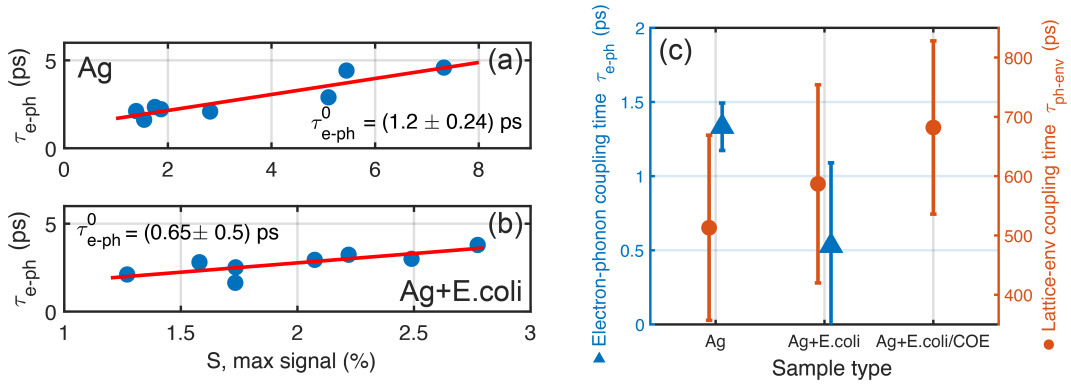 Ag
(a)
5
0
τe-ph (ps)
τ0e-ph = (1.2 ± 0.24) ps
0 2 4 6 8
(b)
τ0e-ph = (0.65± 0.5) ps
5
0
τe-ph (ps)
Ag+E.coli
1 1.5 2 2.5 3
S, max signal (%)
(c)
2
1.5
1
0.5
0
▲ Electron-phonon coupling time τe-ph (ps)
800
700
600
500
400
● Lattice-env coupling time τph-env (ps)
Ag Ag+E.coli Ag+E.coli/COE
Sample type